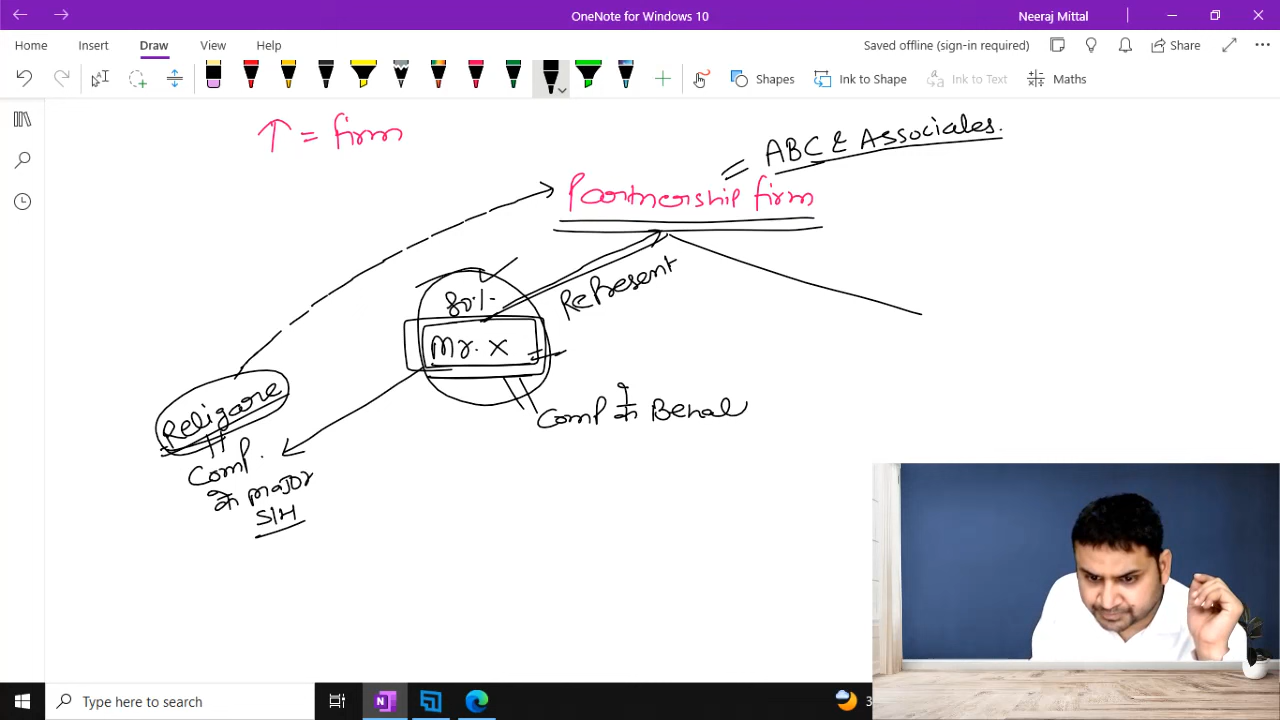 OneNote for Windows 10
Neeraj Mittal
Home Insert Draw View Help
Saved offline (sign-in required)
Share
Shapes
Ink to Shape
Ink to Text
Maths
↑ = firm
= ABC & Associates.
Partnership firm
80%
Represent
Mr. X
Religare
Comp के Behal
Comp.
के major
S/H
Type here to search
3